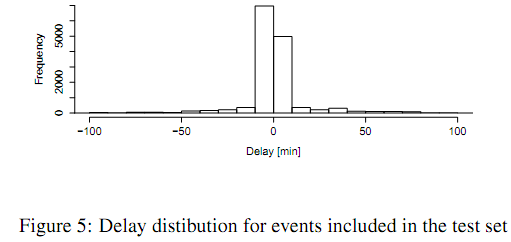 Frequency
5000
2000
0
−100
−50
0
50
100
Delay [min]
Figure 5: Delay distibution for events included in the test set